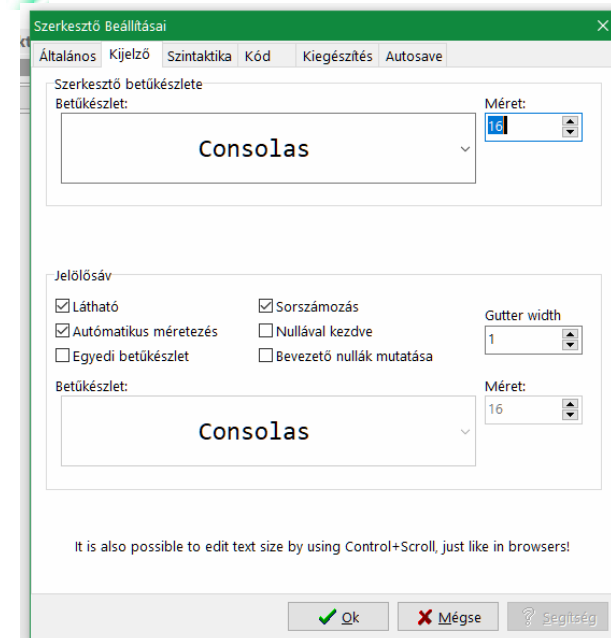 Szerkesztő Beállításai
Általános Kijelző Szintaktika Kód Kiegészítés Autosave
Szerkesztő betűkészlete
Betűkészlet: Méret:
Consolas 16
Jelölősáv
Látható Sorszámozás Gutter width
Autómatikus méretezés Nullával kezdve 1
Egyedi betűkészlet Bevezető nullák mutatása
Betűkészlet: Méret:
Consolas 16
It is also possible to edit text size by using Control+Scroll, just like in browsers!
Ok Mégse Segítség